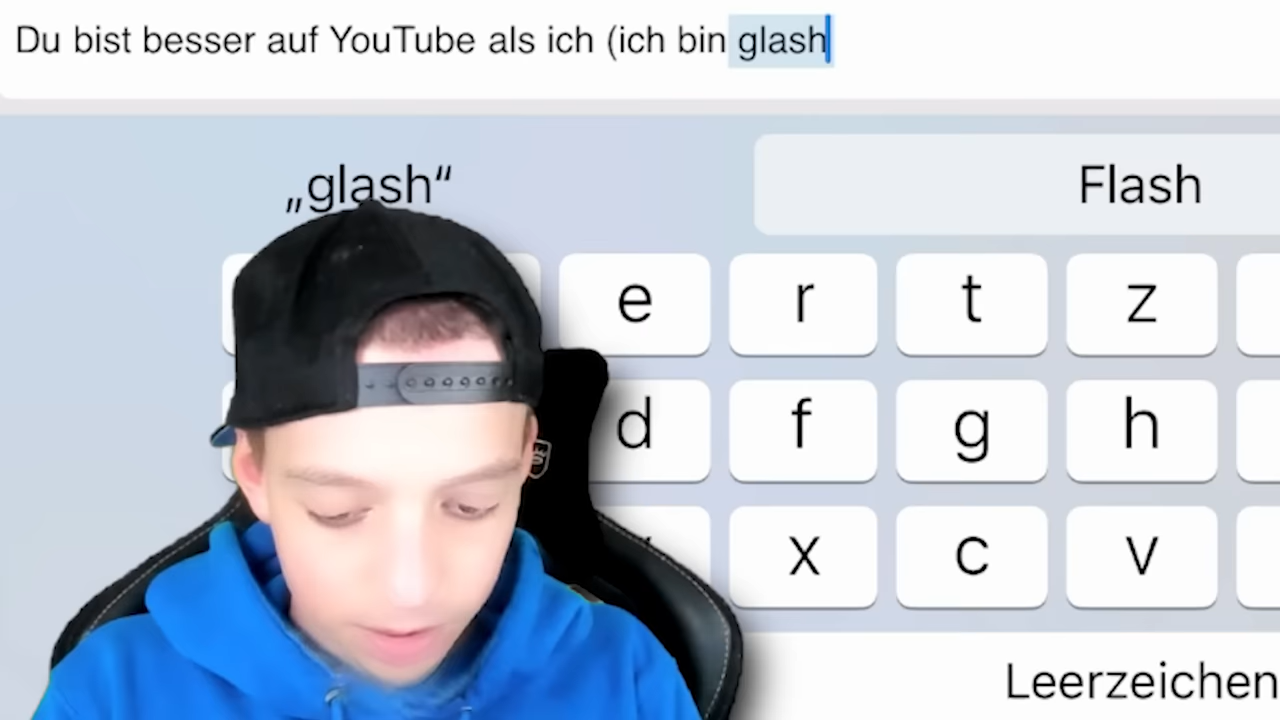 Du bist besser auf YouTube als ich (ich bin glash
„glash“ Flash
e r t z
d f g h
x c v
Leerzeichen